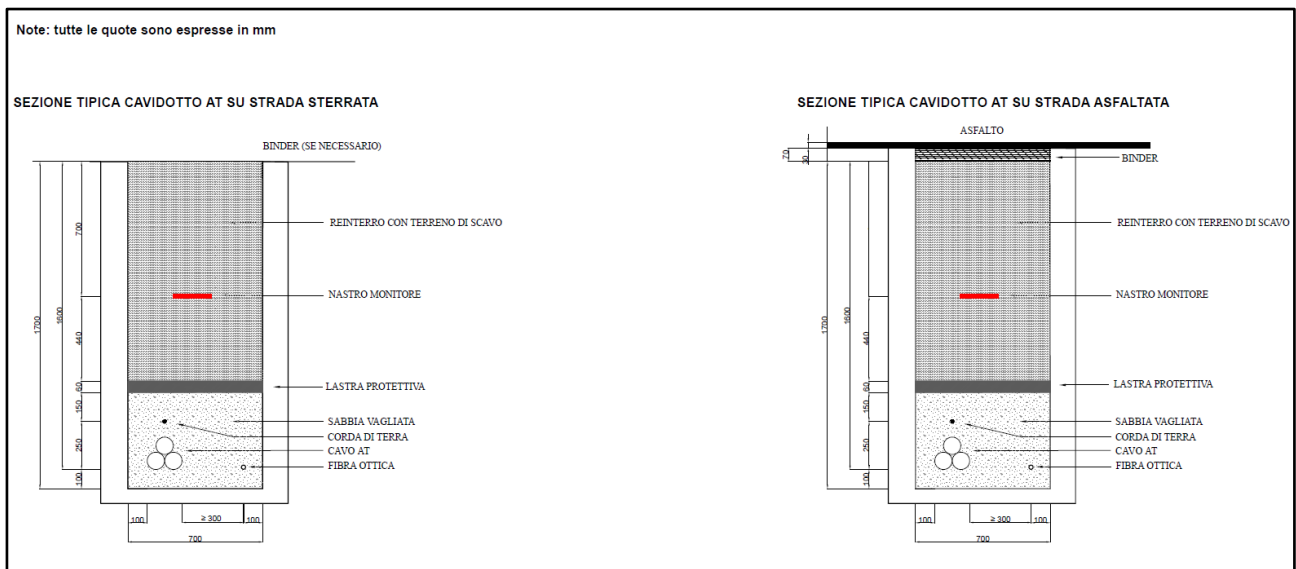 Note: tutte le quote sono espresse in mm
SEZIONE TIPICA CAVIDOTTO AT SU STRADA STERRATA
BINDER (SE NECESSARIO)
REINTERRO CON TERRENO DI SCAVO
NASTRO MONITORE
LASTRA PROTETTIVA
SABBIA VAGLIATA
CORDA DI TERRA
CAVO AT
FIBRA OTTICA
1700
1600
700
440
60
150
250
100
100
≥ 300
100
700
SEZIONE TIPICA CAVIDOTTO AT SU STRADA ASFALTATA
ASFALTO
BINDER
REINTERRO CON TERRENO DI SCAVO
NASTRO MONITORE
LASTRA PROTETTIVA
SABBIA VAGLIATA
CORDA DI TERRA
CAVO AT
FIBRA OTTICA
70
30
1700
1600
440
60
150
250
100
100
≥ 300
100
700